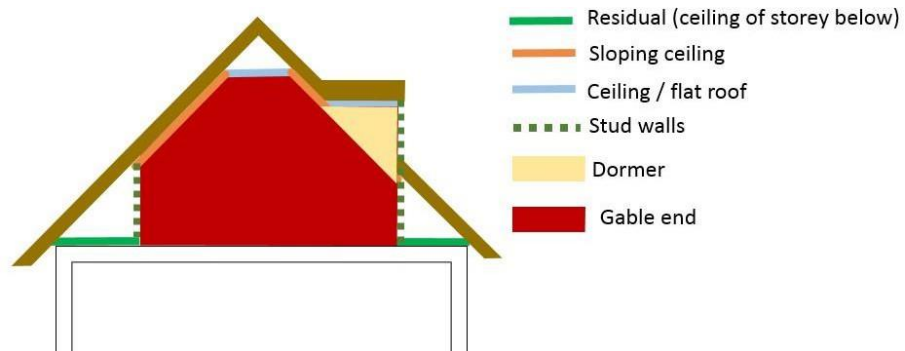 Residual (ceiling of storey below)
Sloping ceiling
Ceiling / flat roof
Stud walls
Dormer
Gable end